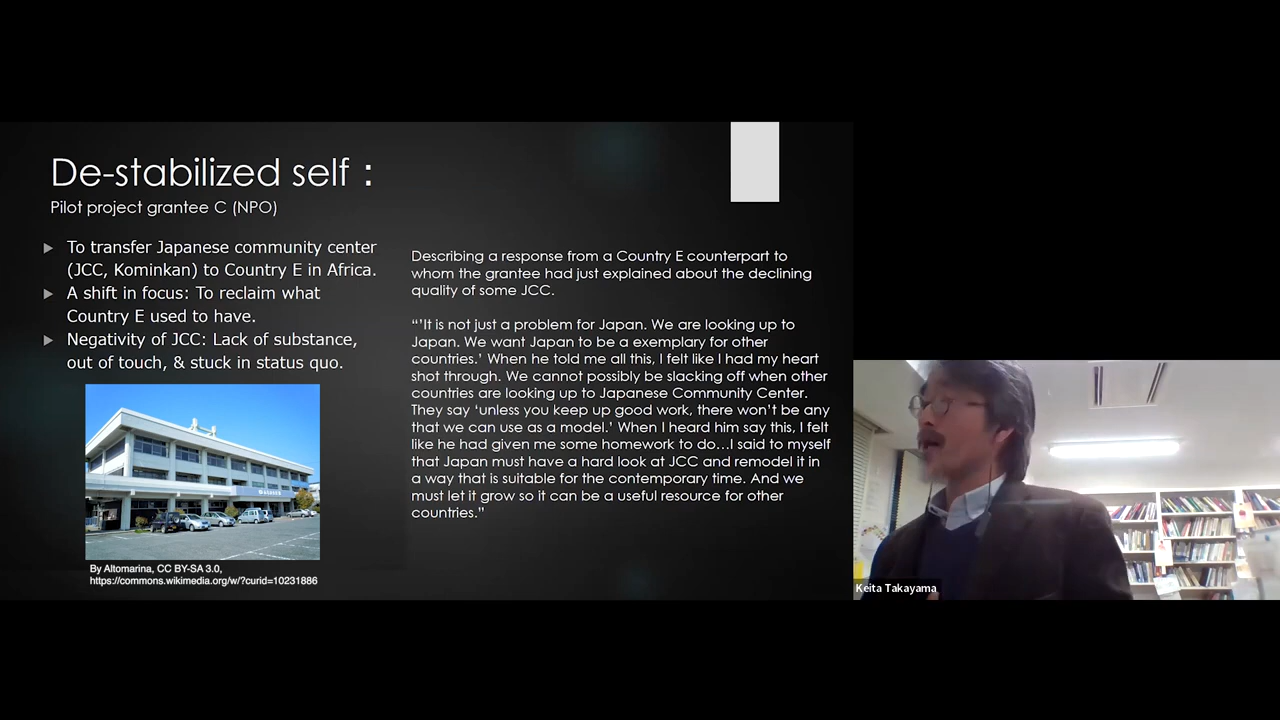 De-stabilized self :
Pilot project grantee C (NPO)
To transfer Japanese community center
(JCC, Kominkan) to Country E in Africa.
A shift in focus: To reclaim what
Country E used to have.
Negativity of JCC: Lack of substance,
out of touch, & stuck in status quo.
By Altomarina, CC BY-SA 3.0,
https://commons.wikimedia.org/w/?curid=10231886
Describing a response from a Country E counterpart to
whom the grantee had just explained about the declining
quality of some JCC.
“’It is not just a problem for Japan. We are looking up to
Japan. We want Japan to be a exemplary for other
countries.’ When he told me all this, I felt like I had my heart
shot through. We cannot possibly be slacking off when other
countries are looking up to Japanese Community Center.
They say ‘unless you keep up good work, there won’t be any
that we can use as a model.’ When I heard him say this, I felt
like he had given me some homework to do…I said to myself
that Japan must have a hard look at JCC and remodel it in
a way that is suitable for the contemporary time. And we
must let it grow so it can be a useful resource for other
countries.”
Keita Takayama